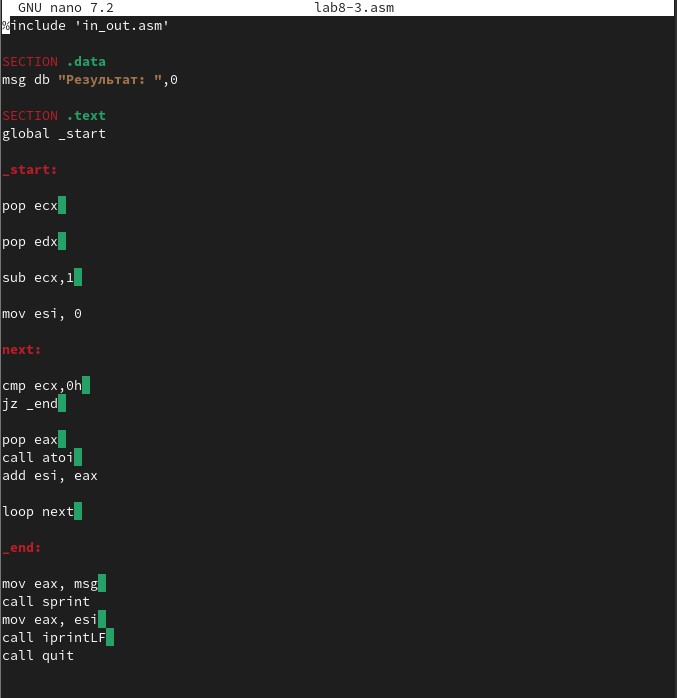 GNU nano 7.2 lab8-3.asm
%include 'in_out.asm'
SECTION .data
msg db "Результат: ",0
SECTION .text
global _start
_start:
pop ecx
pop edx
sub ecx,1
mov esi, 0
next:
cmp ecx,0h
jz _end
pop eax
call atoi
add esi, eax
loop next
_end:
mov eax, msg
call sprint
mov eax, esi
call iprintLF
call quit